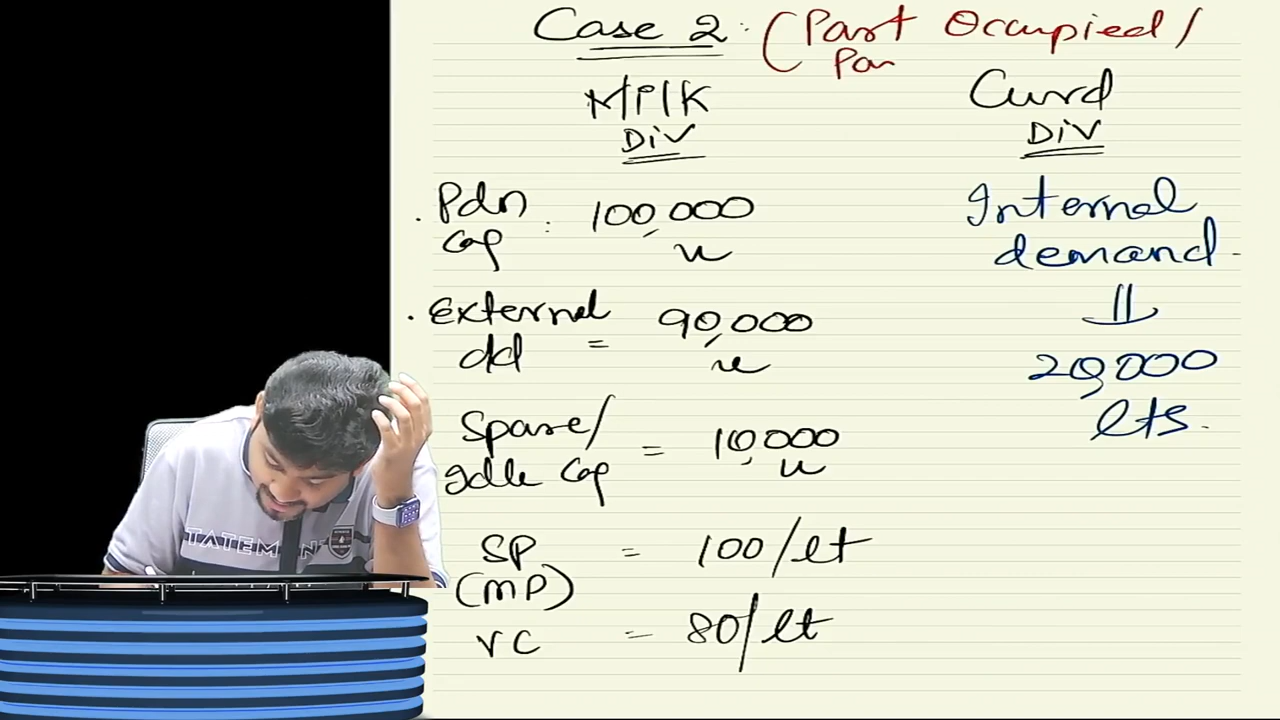 Case 2: (Part Occupied /
Par
Milk Curd
Div Div
. Pdn cap : 100,000 u
Internal demand.
. External dd = 90,000 u
20,000 lts.
Spare/ Idle Cap = 10,000 u
SP (MP) = 100/lt
VC = 80/lt
TATEMEN